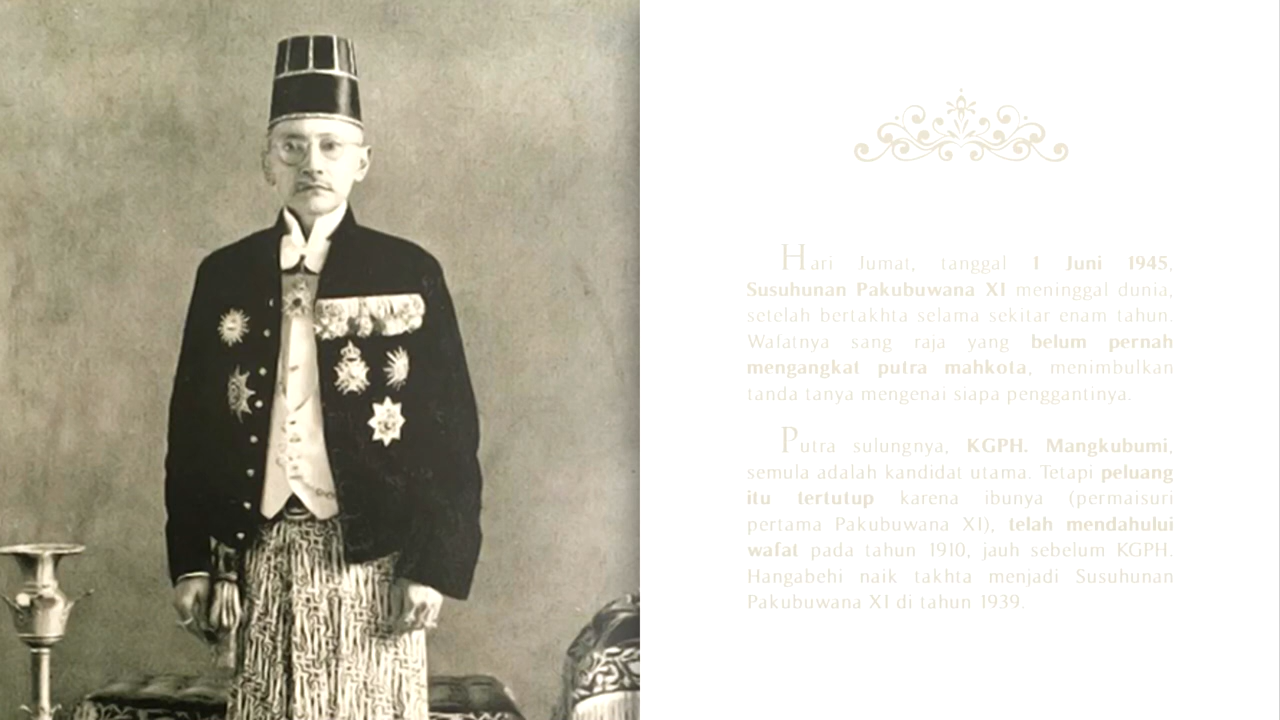 Hari Jumat, tanggal 1 Juni 1945,
Susuhunan Pakubuwana XI meninggal dunia,
setelah bertakhta selama sekitar enam tahun.
Wafatnya sang raja yang belum pernah
mengangkat putra mahkota, menimbulkan
tanda tanya mengenai siapa penggantinya.
Putra sulungnya, KGPH. Mangkubumi,
semula adalah kandidat utama. Tetapi peluang
itu tertutup karena ibunya (permaisuri
pertama Pakubuwana XI), telah mendahului
wafat pada tahun 1910, jauh sebelum KGPH.
Hangabehi naik takhta menjadi Susuhunan
Pakubuwana XI di tahun 1939.